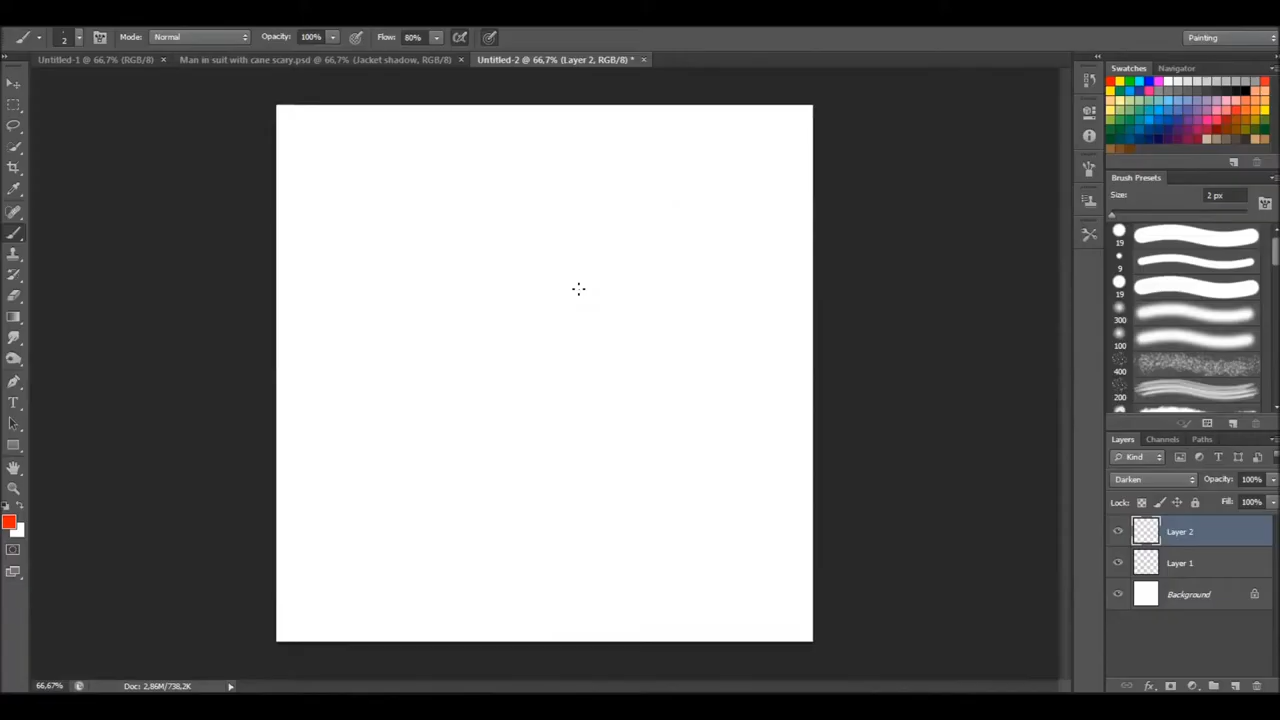 2 Mode: Normal Opacity: 100% Flow: 80% Painting
Untitled-1 @ 66,7% (RGB/8) × Man in suit with cane scary.psd @ 66,7% (Jacket shadow, RGB/8) × Untitled-2 @ 66,7% (Layer 2, RGB/8) * ×
Swatches Navigator
Brush Presets
Size: 2 px
19
9
19
300
100
400
200
Layers Channels Paths
Kind
Darken Opacity: 100%
Lock: Fill: 100%
Layer 2
Layer 1
Background
66,67% Doc: 2,86M/738,2K